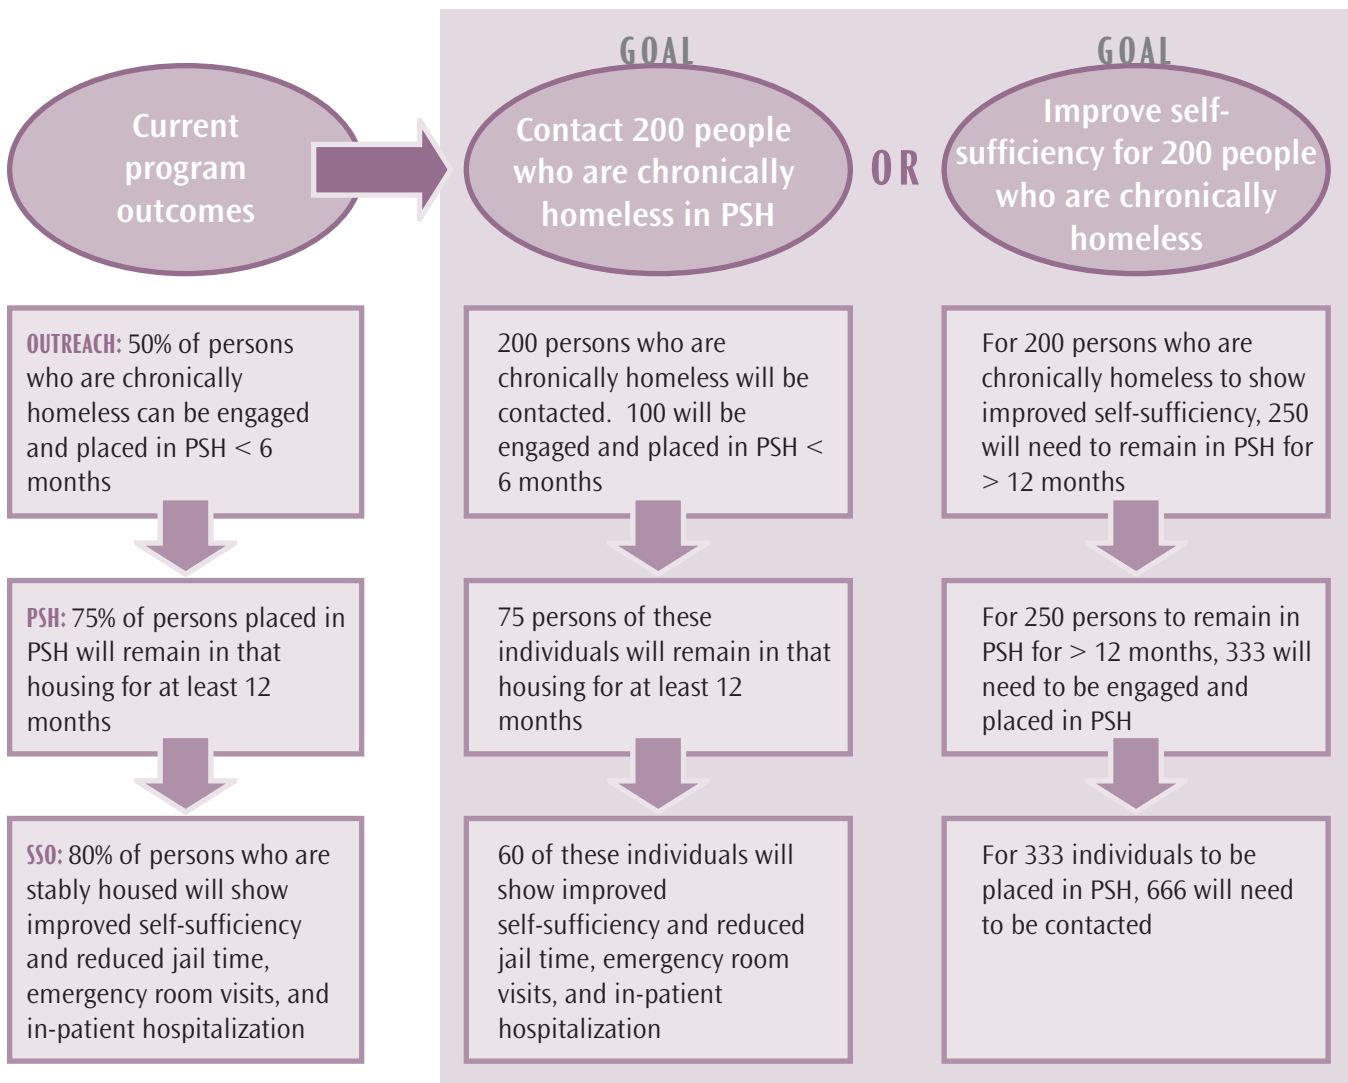 GOAL
GOAL
Current
program
outcomes
Contact 200 people
who are chronically
homeless in PSH
OR
Improve self-
sufficiency for 200 people
who are chronically
homeless
OUTREACH: 50% of persons
who are chronically
homeless can be engaged
and placed in PSH < 6
months
200 persons who are
chronically homeless will be
contacted.  100 will be
engaged and placed in PSH <
6 months
For 200 persons who are
chronically homeless to show
improved self-sufficiency, 250
will need to remain in PSH for
> 12 months
PSH: 75% of persons placed in
PSH will remain in that
housing for at least 12
months
75 persons of these
individuals will remain in that
housing for at least 12
months
For 250 persons to remain in
PSH for > 12 months, 333 will
need to be engaged and
placed in PSH
SSO: 80% of persons who are
stably housed will show
improved self-sufficiency
and reduced jail time,
emergency room visits, and
in-patient hospitalization
60 of these individuals will
show improved
self-sufficiency and reduced
jail time, emergency room
visits, and in-patient
hospitalization
For 333 individuals to be
placed in PSH, 666 will need
to be contacted